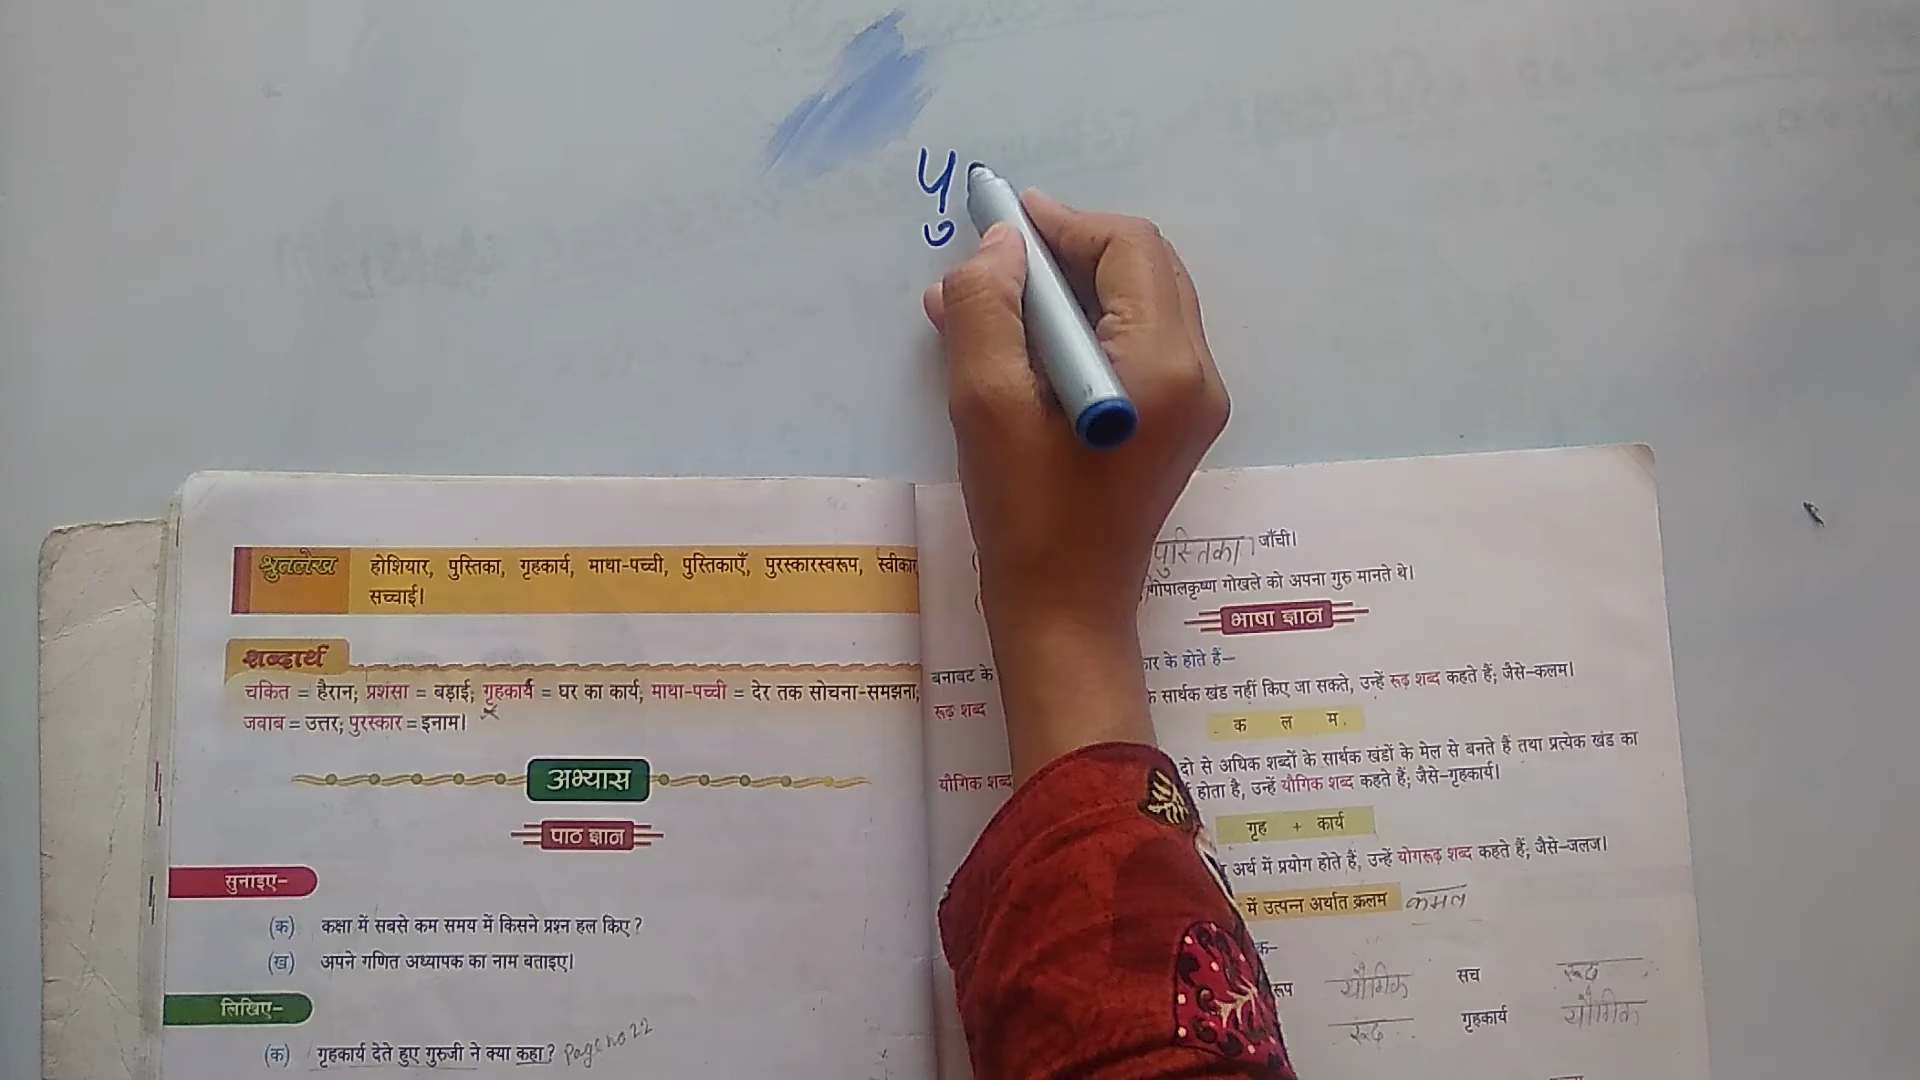 पु
श्रुतलेख
होशियार, पुस्तिका, गृहकार्य, माथा-पच्ची, पुस्तिकाएँ, पुरस्कारस्वरूप, स्वीकार
सच्चाई।
शब्दार्थ
चकित = हैरान; प्रशंसा = बड़ाई; गृहकार्य = घर का कार्य; माथा-पच्ची = देर तक सोचना-समझना;
जवाब = उत्तर; पुरस्कार = इनाम।
अभ्यास
पाठ ज्ञान
सुनाइए–
(क) कक्षा में सबसे कम समय में किसने प्रश्न हल किए?
(ख) अपने गणित अध्यापक का नाम बताइए।
लिखिए–
(क) गृहकार्य देते हुए गुरुजी ने क्या कहा? Page no 22
पुस्तिका जाँची।
गोपालकृष्ण गोखले को अपना गुरु मानते थे।
भाषा ज्ञान
बनावट के कार के होते हैं–
रूढ़ शब्द के सार्थक खंड नहीं किए जा सकते, उन्हें रूढ़ शब्द कहते हैं; जैसे–कलम।
क ल म
यौगिक शब्द दो से अधिक शब्दों के सार्थक खंडों के मेल से बनते हैं तथा प्रत्येक खंड का
होता है, उन्हें यौगिक शब्द कहते हैं; जैसे–गृहकार्य।
गृह + कार्य
अर्थ में प्रयोग होते हैं, उन्हें योगरूढ़ शब्द कहते हैं; जैसे–जलज।
में उत्पन्न अर्थात क़लम कमल
क–
रूप यौगिक सच रूढ़
रूढ़ गृहकार्य यौगिक